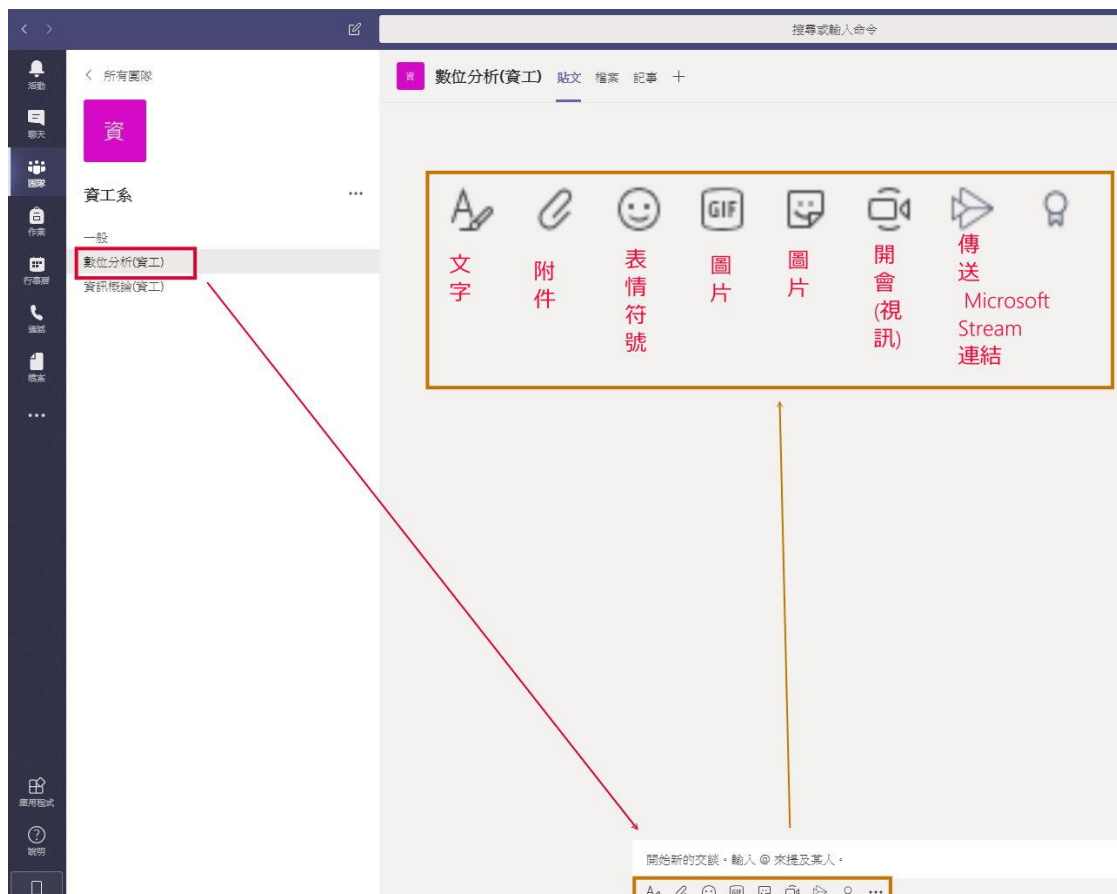 搜尋或輸入命令
活動
聊天
團隊
作業
行事曆
通話
檔案
應用程式
說明
所有團隊
資
資工系
一般
數位分析(資工)
資訊概論(資工)
資
數位分析(資工) 貼文 檔案 記事
GIF
文字
附件
表情符號
圖片
圖片
開會(視訊)
傳送
Microsoft
Stream
連結
開始新的交談。輸入 @ 來提及某人。